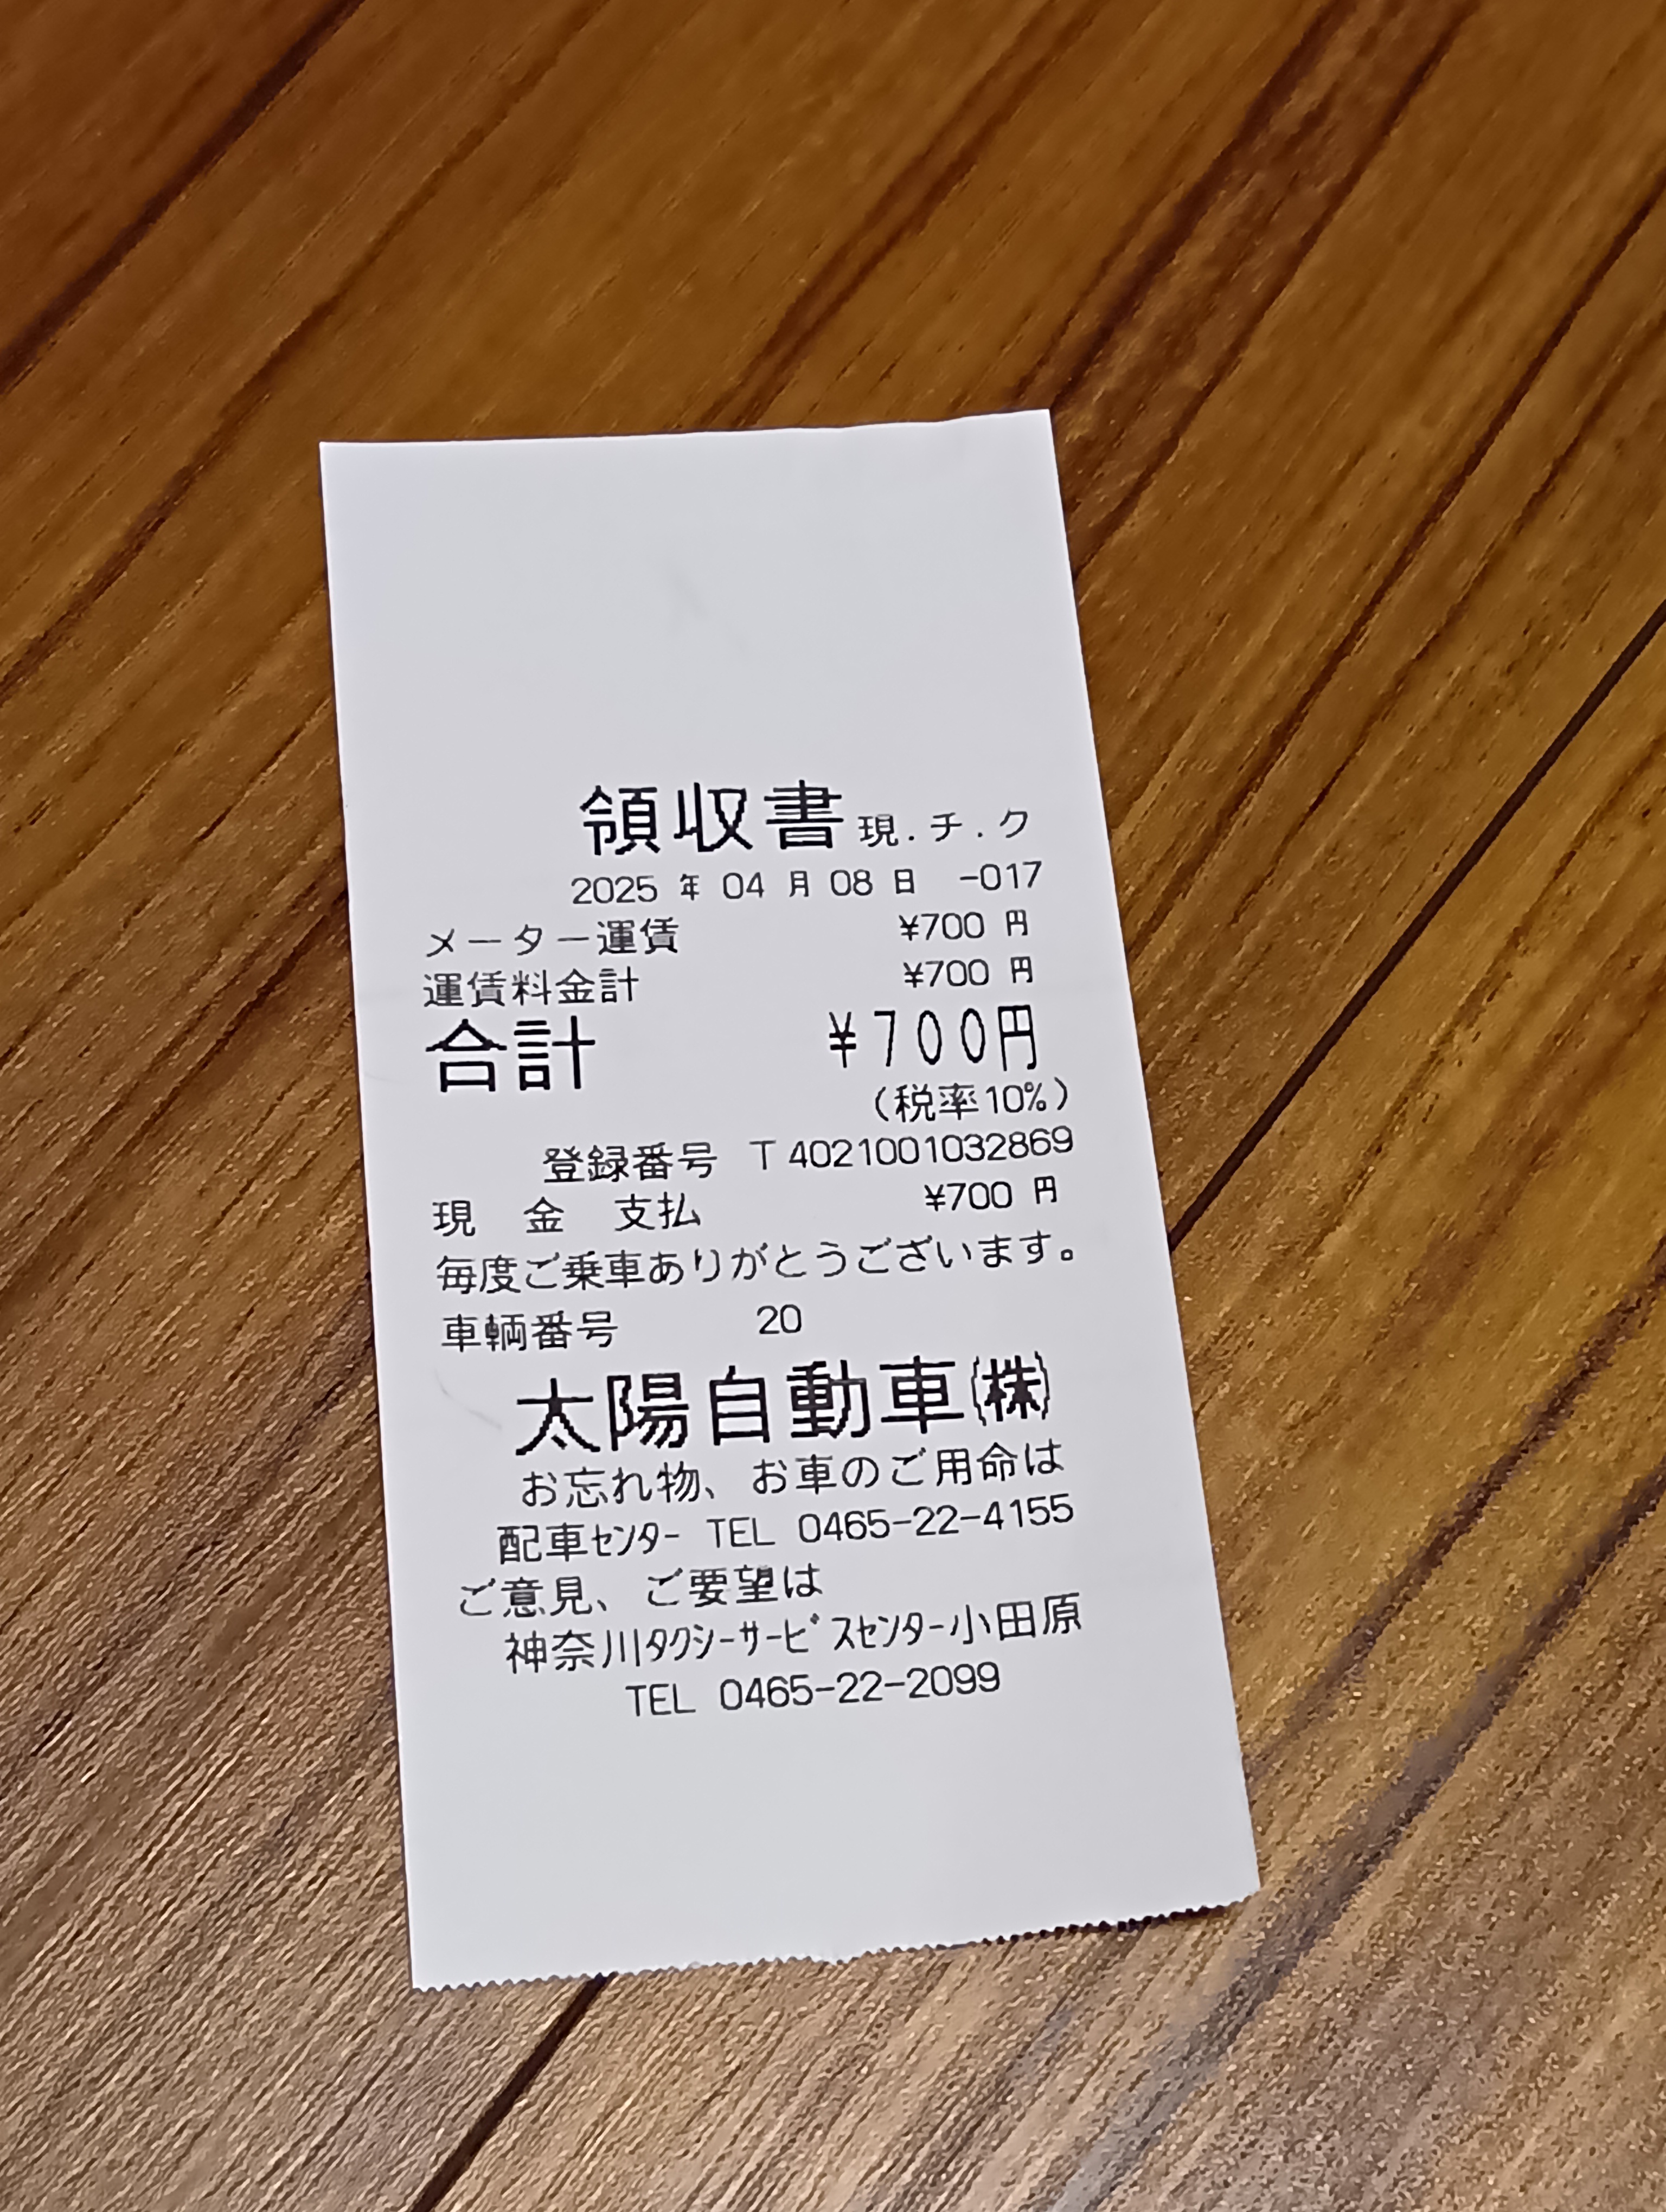 領収書 現.チ.ク
2025 年 04 月 08 日 -017
メーター運賃 ¥700 円
運賃料金計 ¥700 円
合計 ¥700円
(税率10%)
登録番号 T4021001032869
現 金 支払 ¥700 円
毎度ご乗車ありがとうございます。
車輌番号 20
太陽自動車㈱
お忘れ物、お車のご用命は
配車ｾﾝﾀｰ TEL 0465-22-4155
ご意見、ご要望は
神奈川ﾀｸｼｰｻｰﾋﾞｽｾﾝﾀｰ小田原
TEL 0465-22-2099